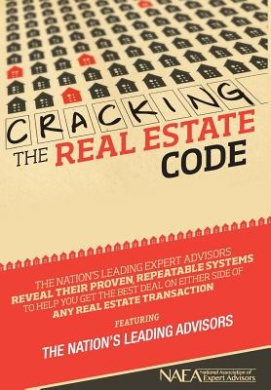 CRACKING
THE REAL ESTATE
CODE
THE NATION'S LEADING EXPERT ADVISORS
REVEAL THEIR PROVEN, REPEATABLE SYSTEMS
TO HELP YOU GET THE BEST DEAL ON EITHER SIDE OF
ANY REAL ESTATE TRANSACTION
FEATURING
THE NATION'S LEADING ADVISORS
NAEA National Association of
Expert Advisors